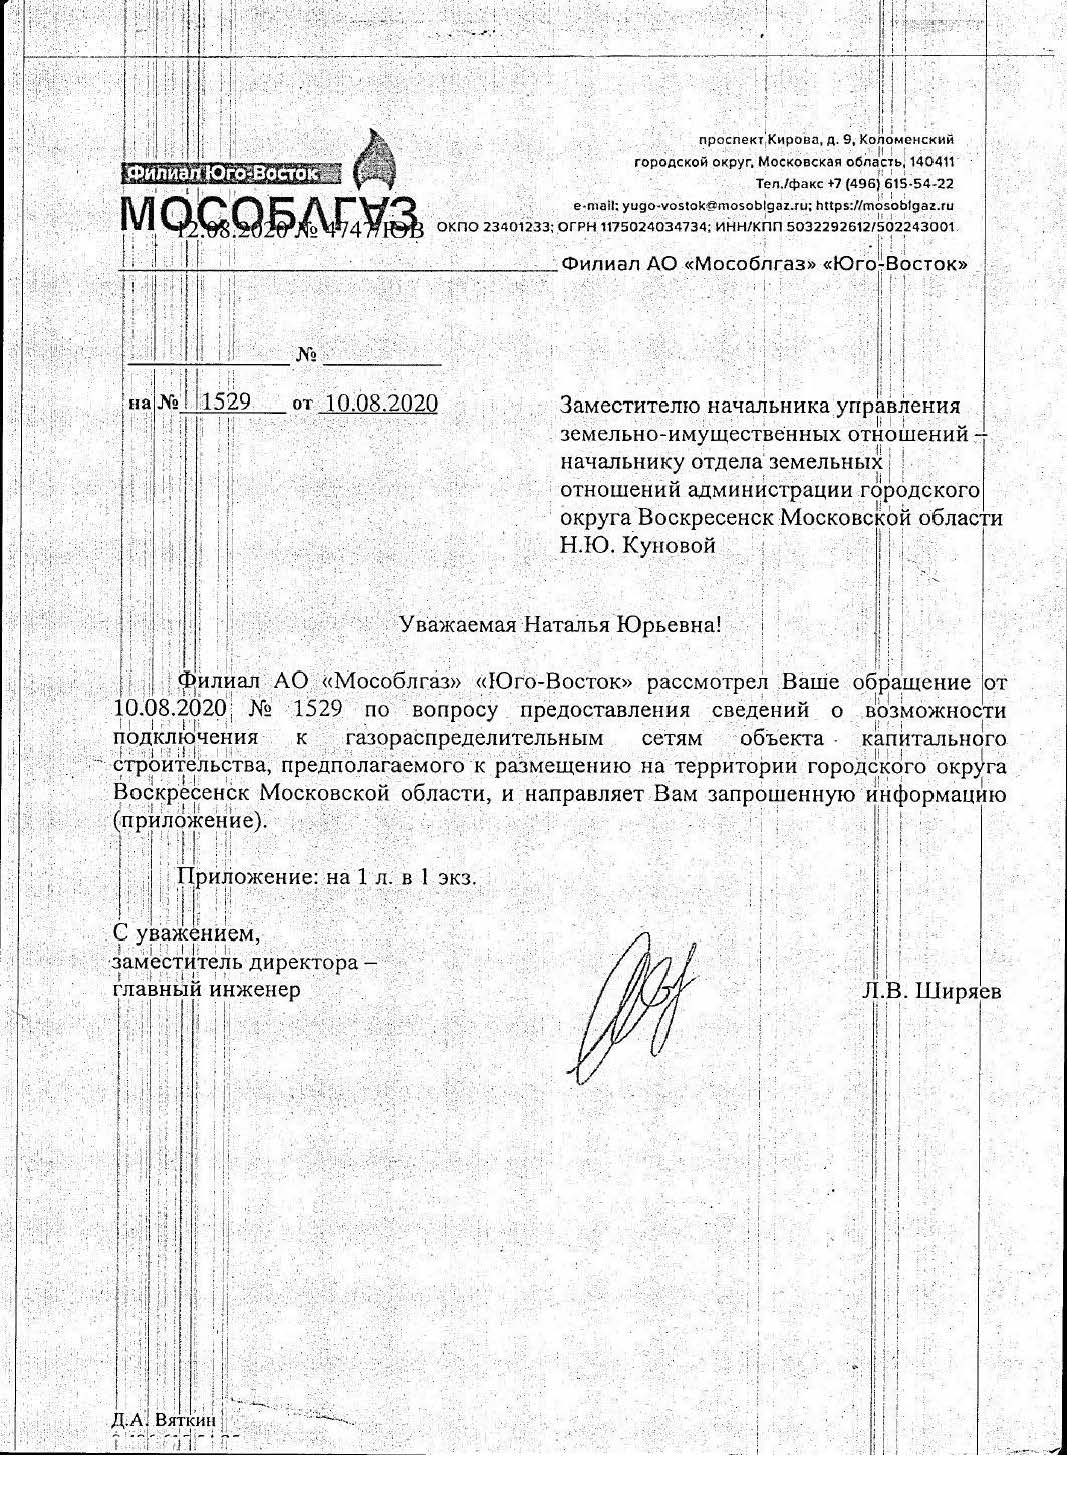 проспект Кирова, д. 9, Коломенский
городской округ, Московская область, 140411
Тел./факс +7 (496) 615-54-22
e-mail: yugo-vostok@mosoblgaz.ru; https://mosoblgaz.ru
Филиал Юго-Восток
МОСОБЛГАЗ
12.08.2020 № 4747/ЮВ
ОКПО 23401233; ОГРН 1175024034734; ИНН/КПП 5032292612/502243001
Филиал АО «Мособлгаз» «Юго-Восток»
№
на № 1529 от 10.08.2020
Заместителю начальника управления
земельно-имущественных отношений –
начальнику отдела земельных
отношений администрации городского
округа Воскресенск Московской области
Н.Ю. Куновой
Уважаемая Наталья Юрьевна!
Филиал АО «Мособлгаз» «Юго-Восток» рассмотрел Ваше обращение от
10.08.2020 № 1529 по вопросу предоставления сведений о возможности
подключения к газораспределительным сетям объекта капитального
строительства, предполагаемого к размещению на территории городского округа
Воскресенск Московской области, и направляет Вам запрошенную информацию
(приложение).
Приложение: на 1 л. в 1 экз.
С уважением,
заместитель директора –
главный инженер
Л.В. Ширяев
Д.А. Вяткин